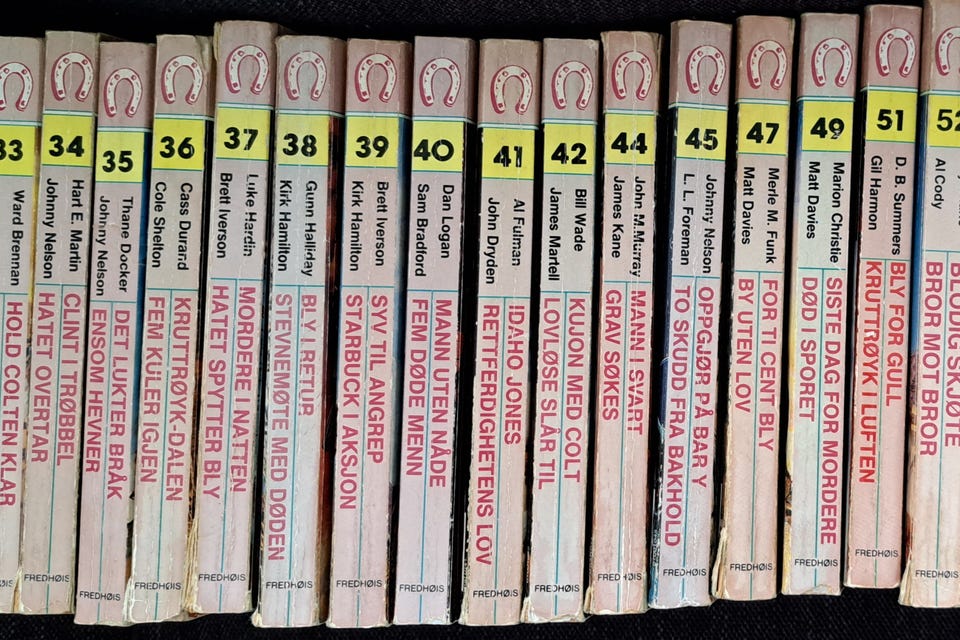 33
Ward Brennan
HOLD COLTEN KLAR
34
Hart E. Martin
Johnny Nelson
CLINT I TRØBBEL
HATET OVERTAR
35
Thane Docker
Johnny Nelson
DET LUKTER BRÅK
ENSOM HEVNER
FREDHØIS
36
Cass Durand
Cole Shelton
KRUTTRØYK-DALEN
FEM KULER IGJEN
FREDHØIS
37
Luke Hardin
Brett Iverson
MORDERE I NATTEN
HATET SPYTTER BLY
FREDHØIS
38
Gunn Halliday
Kirk Hamilton
BLY I RETUR
STEVNEMØTE MED DØDEN
FREDHØIS
39
Brett Iverson
Kirk Hamilton
SYV TIL ANGREP
STARBUCK I AKSJON
FREDHØIS
40
Dan Logan
Sam Bradford
MANN UTEN NÅDE
FEM DØDE MENN
FREDHØIS
41
Al Fulman
John Dryden
IDAHO JONES
RETTFERDIGHETENS LOV
FREDHØIS
42
Bill Wade
James Marlell
KUJON MED COLT
LOVLØSE SLÅR TIL
FREDHØIS
44
John M.Murray
James Kane
MANN I SVART
GRAV SØKES
FREDHØIS
45
Johnny Nelson
L. L. Foreman
OPPGJØR PÅ BAR Y
TO SKUDD FRA BAKHOLD
FREDHØIS
47
Merle M. Funk
Matt Davies
FOR TI CENT BLY
BY UTEN LOV
FREDHØIS
49
Marion Christie
Matt Davies
SISTE DAG FOR MORDERE
DØD I SPORET
FREDHØIS
51
D. B. Summers
Gil Harmon
BLY FOR GULL
KRUTTRØYK I LUFTEN
FREDHØIS
52
Al Cody
BLODIG SKJØTE
BROR MOT BROR
FREDHØIS